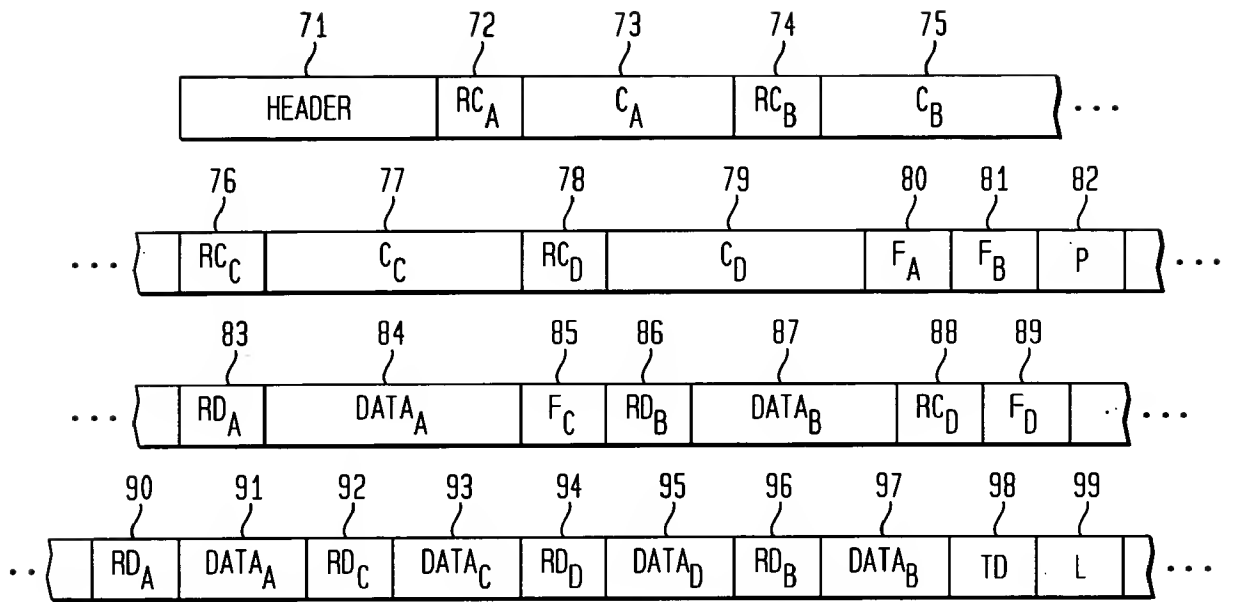 71 72 73 74 75
HEADER RC_A C_A RC_B C_B ...
76 77 78 79 80 81 82
... RC_C C_C RC_D C_D F_A F_B P ...
83 84 85 86 87 88 89
... RD_A DATA_A F_C RD_B DATA_B RC_D F_D ...
90 91 92 93 94 95 96 97 98 99
.. RD_A DATA_A RD_C DATA_C RD_D DATA_D RD_B DATA_B TD L ...